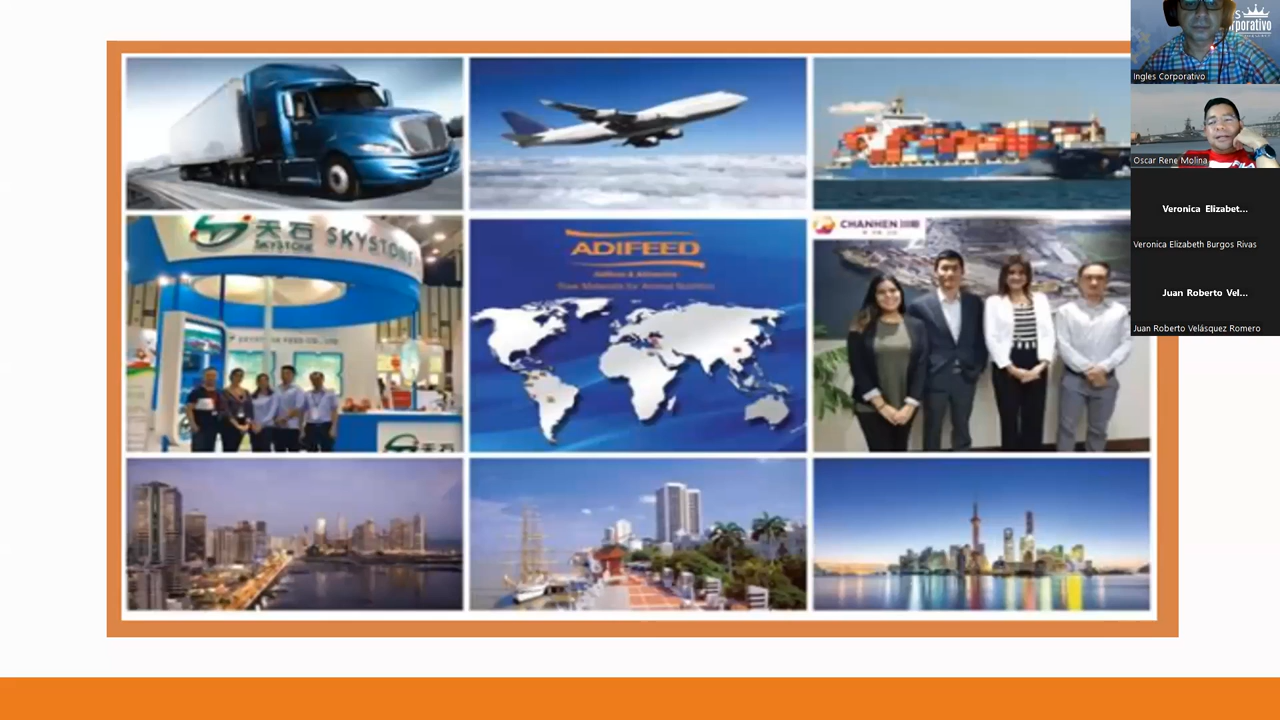 Ingles Corporativo
Oscar Rene Molina
Veronica Elizabet...
Veronica Elizabeth Burgos Rivas
Juan Roberto Vel...
Juan Roberto Velásquez Romero
天石 SKYSTONE
SKYSTONE
ADIFEED
Raw Materials for Animal Nutrition
CHANHEN